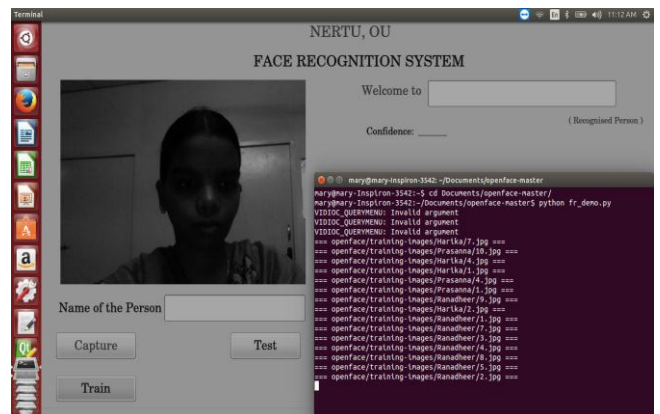 Terminal
En
11:12 AM
NERTU, OU
FACE RECOGNITION SYSTEM
Welcome to
( Recognised Person )
Confidence: _____
Name of the Person
Capture
Test
Train
mary@mary-Inspiron-3542: ~/Documents/openface-master
mary@mary-Inspiron-3542:~$ cd Documents/openface-master/
mary@mary-Inspiron-3542:~/Documents/openface-master$ python fr_demo.py
VIDIOC_QUERYMENU: Invalid argument
VIDIOC_QUERYMENU: Invalid argument
VIDIOC_QUERYMENU: Invalid argument
=== openface/training-images/Harika/7.jpg ===
=== openface/training-images/Prasanna/10.jpg ===
=== openface/training-images/Harika/4.jpg ===
=== openface/training-images/Harika/1.jpg ===
=== openface/training-images/Prasanna/4.jpg ===
=== openface/training-images/Prasanna/1.jpg ===
=== openface/training-images/Ranadheer/9.jpg ===
=== openface/training-images/Harika/2.jpg ===
=== openface/training-images/Ranadheer/1.jpg ===
=== openface/training-images/Ranadheer/7.jpg ===
=== openface/training-images/Ranadheer/3.jpg ===
=== openface/training-images/Ranadheer/4.jpg ===
=== openface/training-images/Ranadheer/8.jpg ===
=== openface/training-images/Ranadheer/5.jpg ===
=== openface/training-images/Ranadheer/2.jpg ===
A
a
Qt